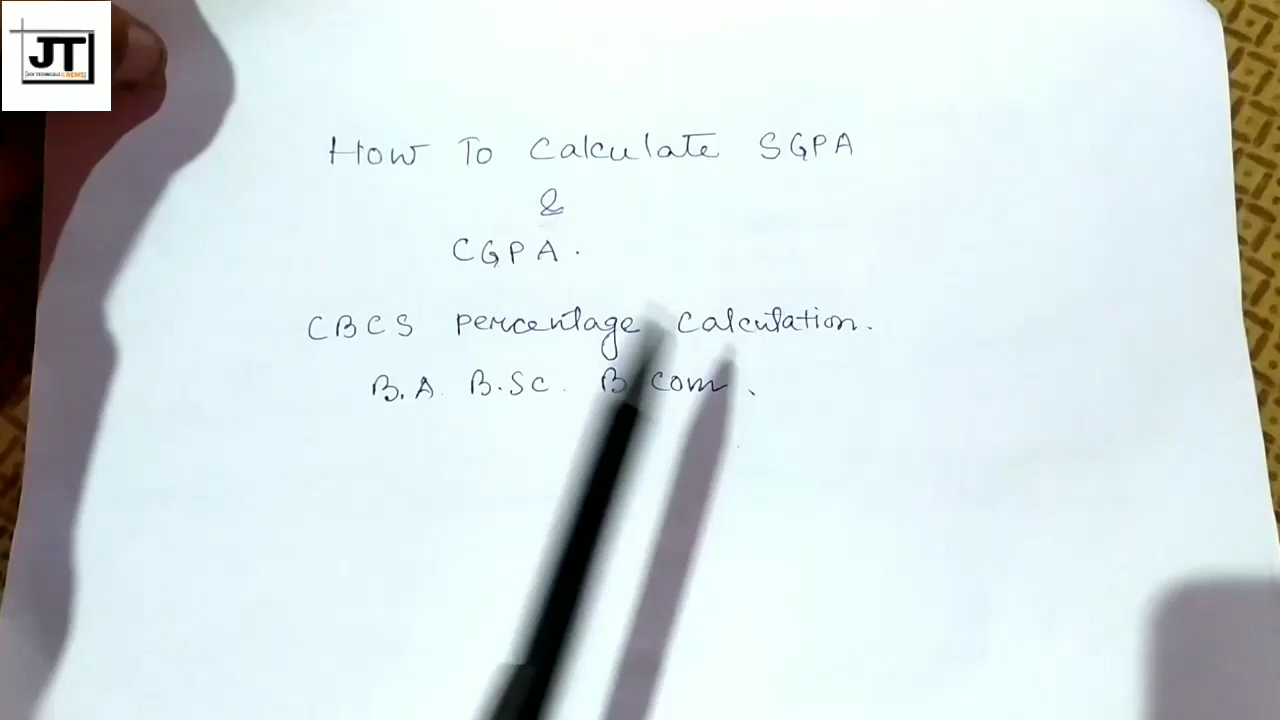 JT
How To Calculate SGPA
&
CGPA.
CBCS percentage Calculation.
B.A. B.Sc. B.Com.